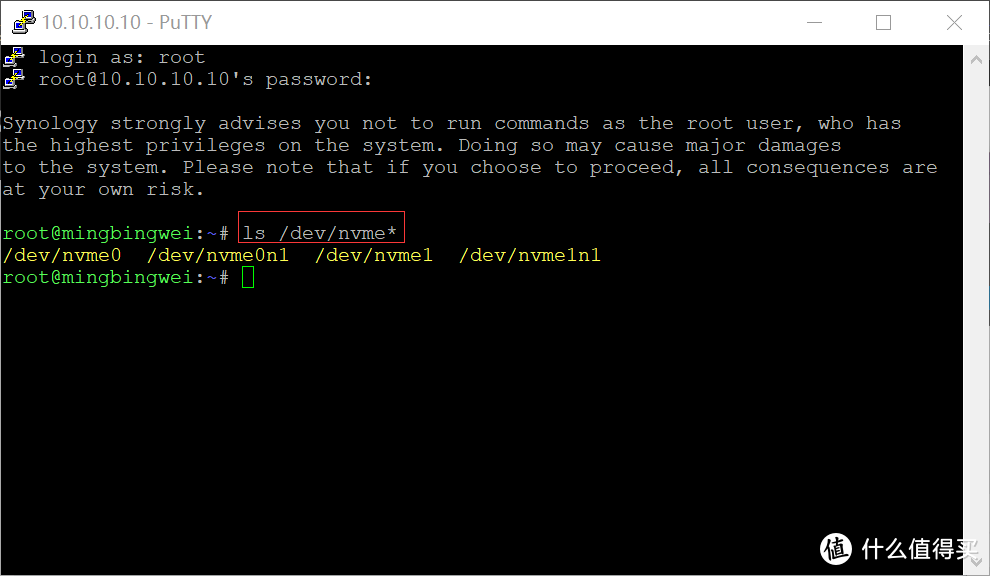 10.10.10.10 - PuTTY
login as: root
root@10.10.10.10's password:
Synology strongly advises you not to run commands as the root user, who has
the highest privileges on the system. Doing so may cause major damages
to the system. Please note that if you choose to proceed, all consequences are
at your own risk.
root@mingbingwei:~# ls /dev/nvme*
/dev/nvme0  /dev/nvme0n1  /dev/nvme1  /dev/nvme1n1
root@mingbingwei:~#
值 什么值得买